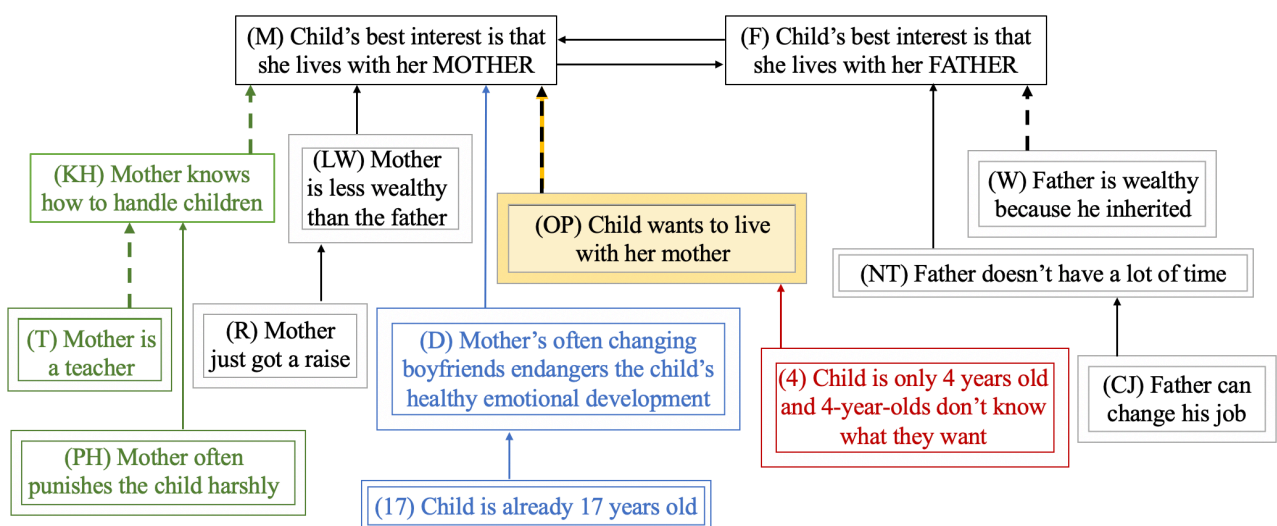 (M) Child’s best interest is that
she lives with her MOTHER
(F) Child’s best interest is that
she lives with her FATHER
(KH) Mother knows
how to handle children
(LW) Mother
is less wealthy
than the father
(OP) Child wants to live
with her mother
(W) Father is wealthy
because he inherited
(NT) Father doesn’t have a lot of time
(T) Mother is
a teacher
(R) Mother
just got a raise
(D) Mother’s often changing
boyfriends endangers the child’s
healthy emotional development
(4) Child is only 4 years old
and 4-year-olds don’t know
what they want
(CJ) Father can
change his job
(PH) Mother often
punishes the child harshly
(17) Child is already 17 years old